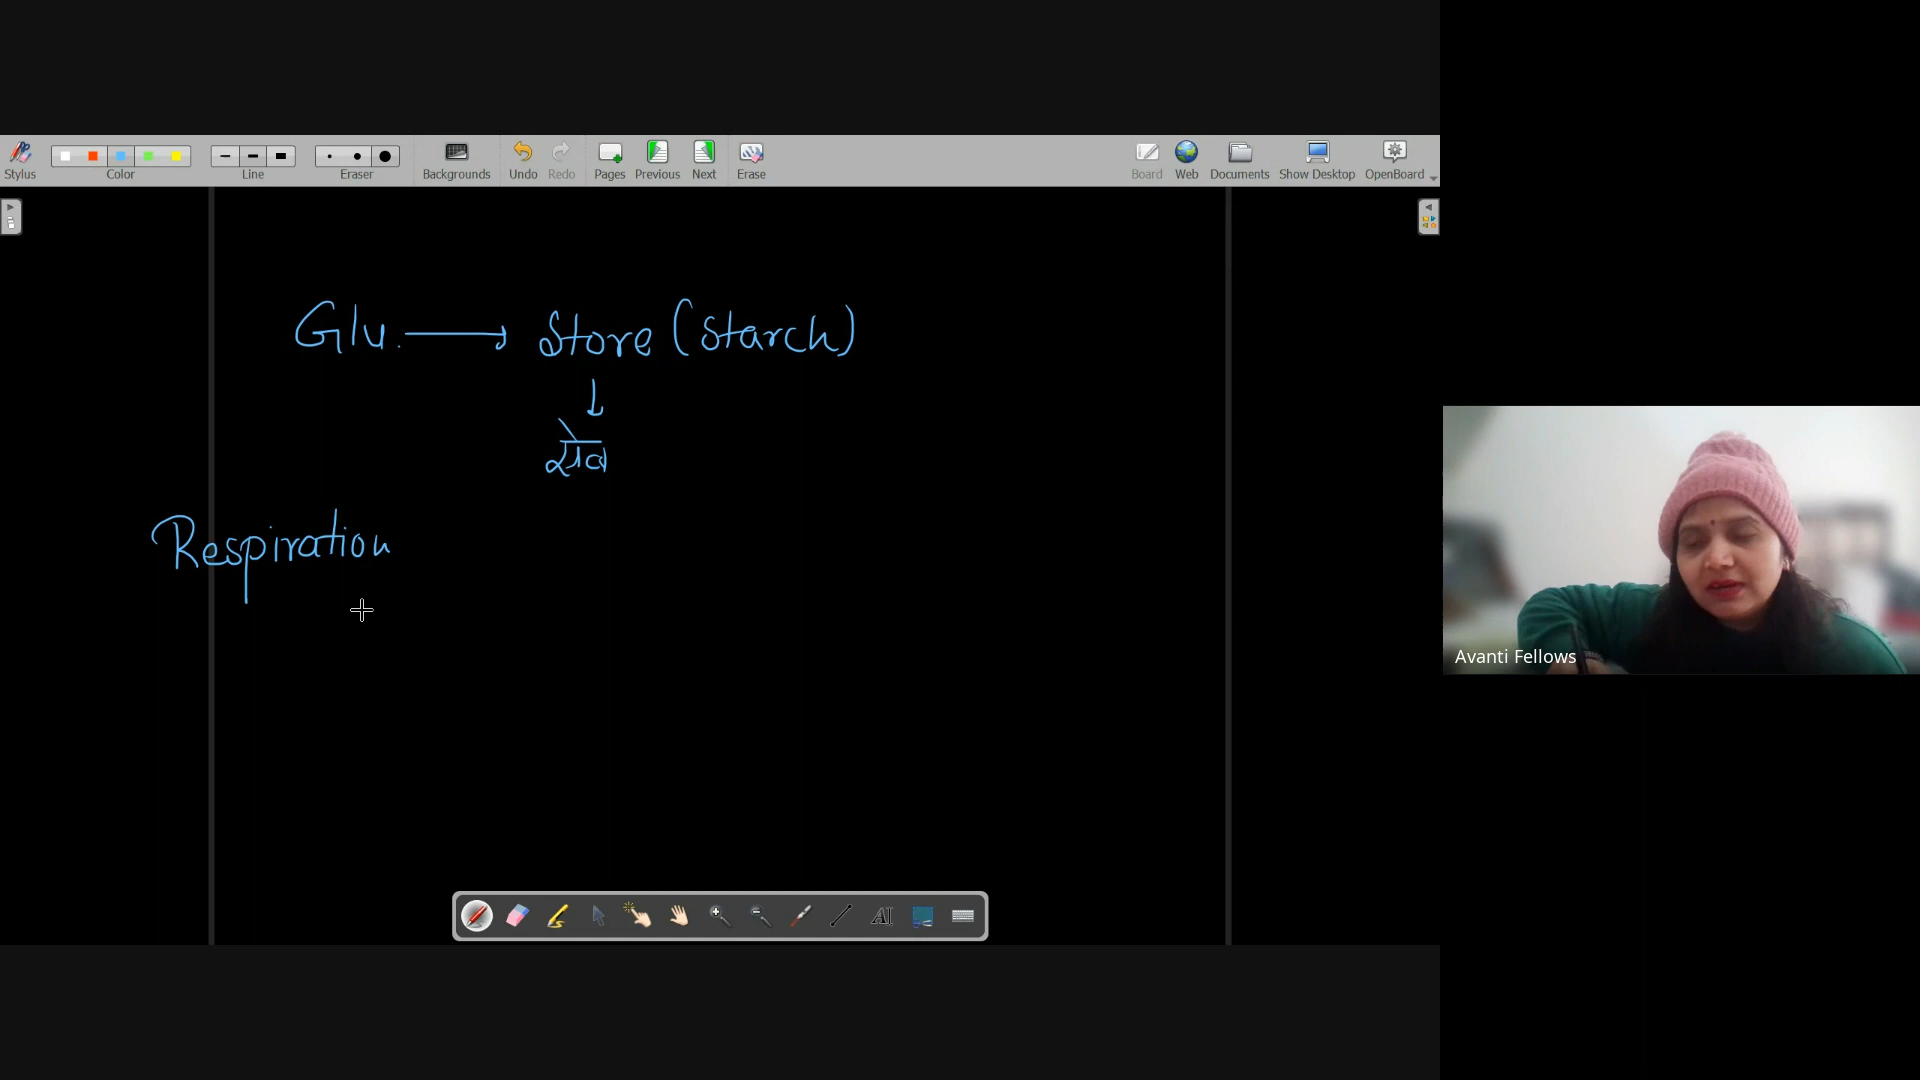 Stylus Color Line Eraser Backgrounds Undo Redo Pages Previous Next Erase Board Web Documents Show Desktop OpenBoard
Glu. → Store (Starch)
↓
Respiration
Avanti Fellows